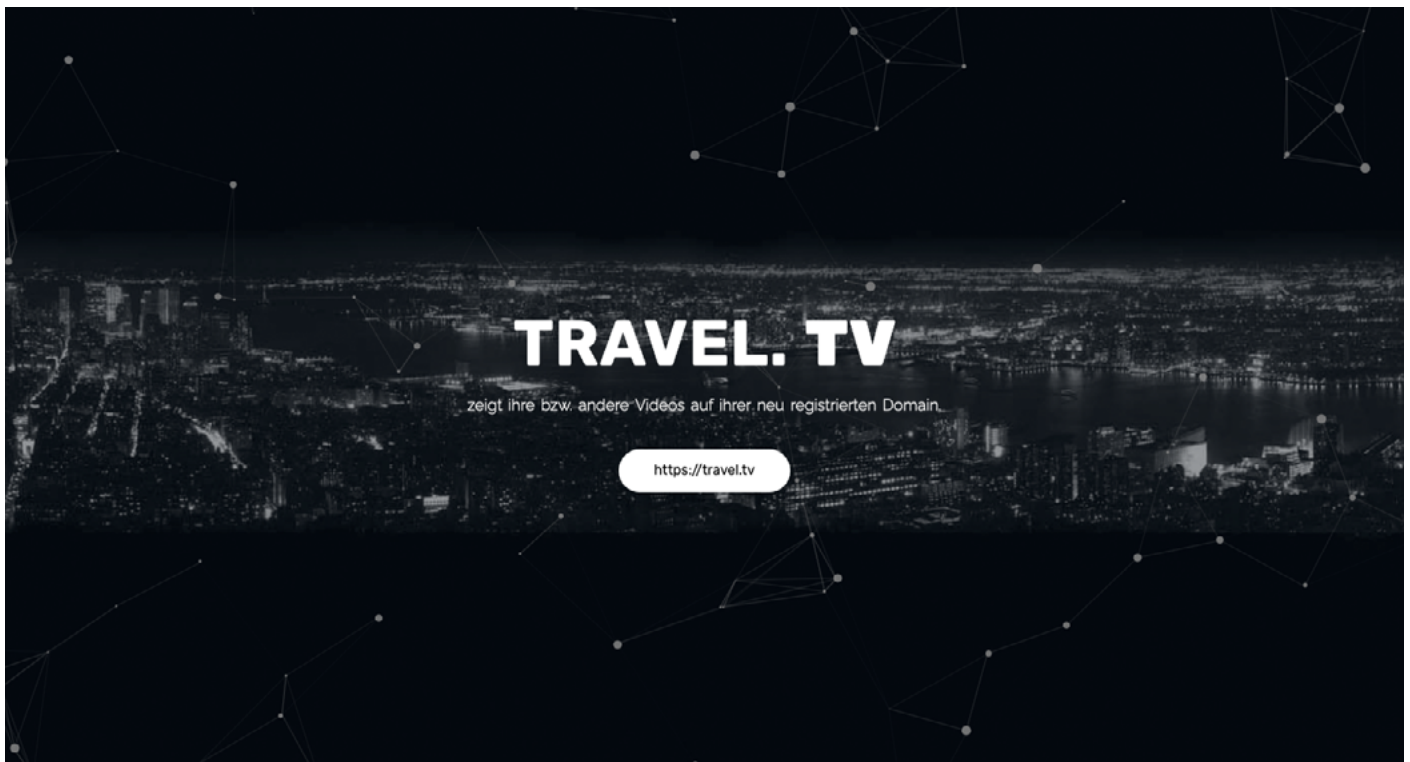 TRAVEL. TV
zeigt ihre bzw. andere Videos auf ihrer neu registrierten Domain.
https://travel.tv